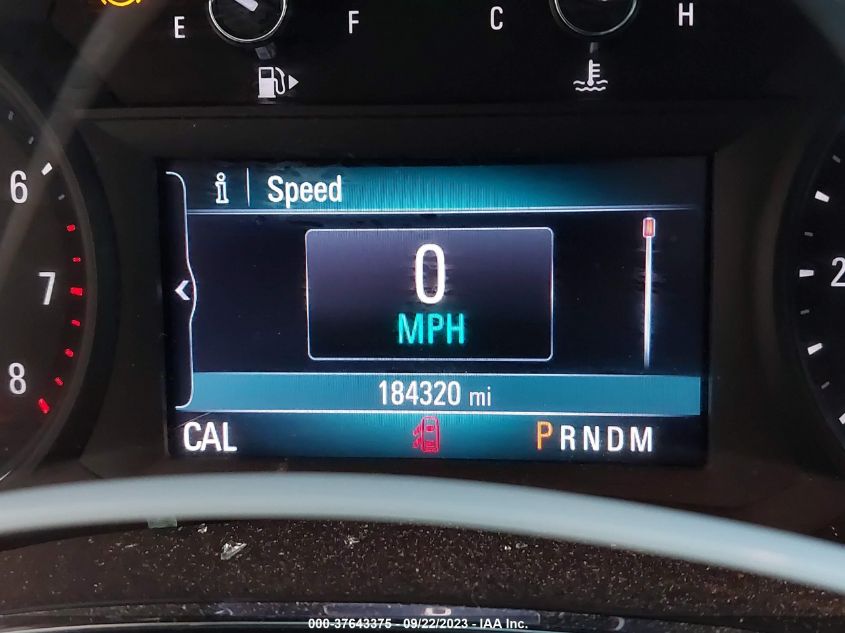 E F C H
i Speed
6
0
7
2
MPH
8
184320 mi
CAL PRNDM
000-37643375 - 09/22/2023 - IAA Inc.